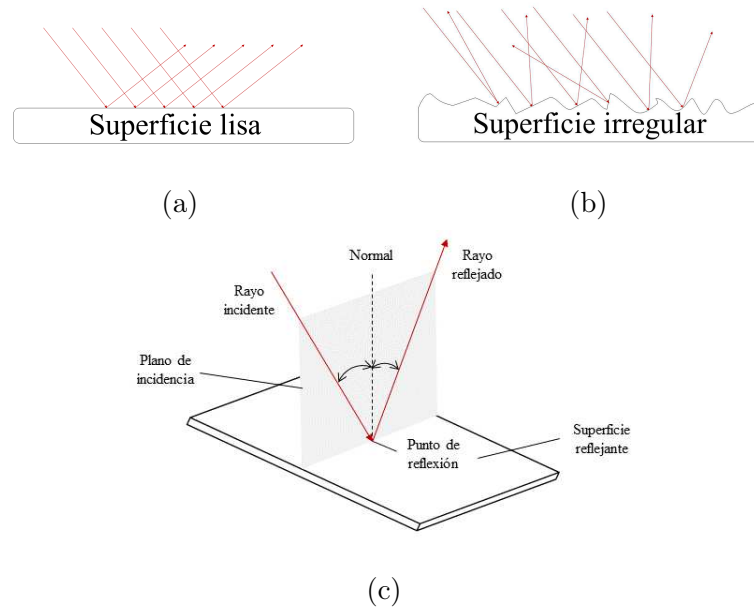 Superficie lisa
Superficie irregular
(a)
(b)
Normal
Rayo
reflejado
Rayo
incidente
Plano de
incidencia
Punto de
reflexión
Superficie
reflejante
(c)